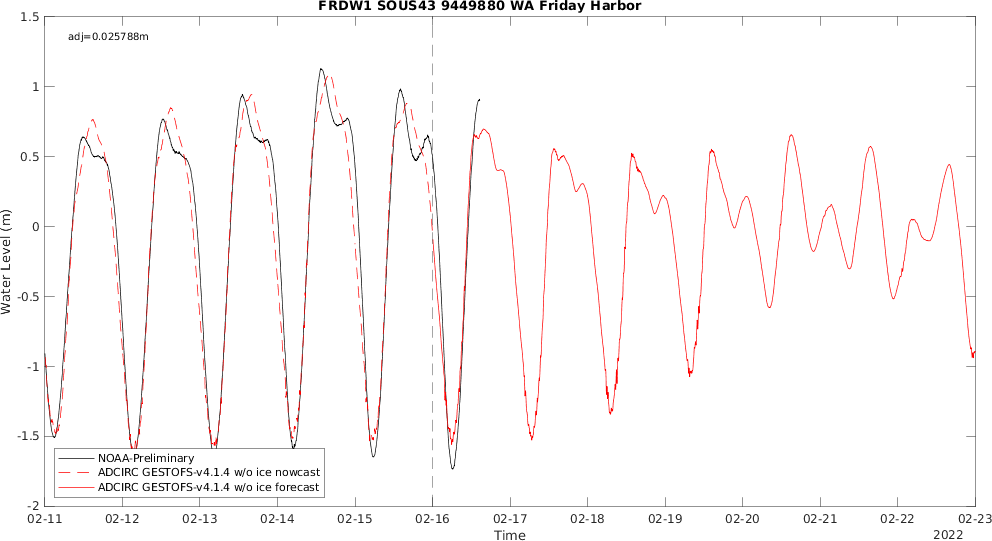 FRDW1 SOUS43 9449880 WA Friday Harbor
adj=0.025788m
1.5
1
0.5
0
-0.5
-1
-1.5
-2
Water Level (m)
NOAA-Preliminary
ADCIRC GESTOFS-v4.1.4 w/o ice nowcast
ADCIRC GESTOFS-v4.1.4 w/o ice forecast
02-11 02-12 02-13 02-14 02-15 02-16 02-17 02-18 02-19 02-20 02-21 02-22 02-23
Time
2022